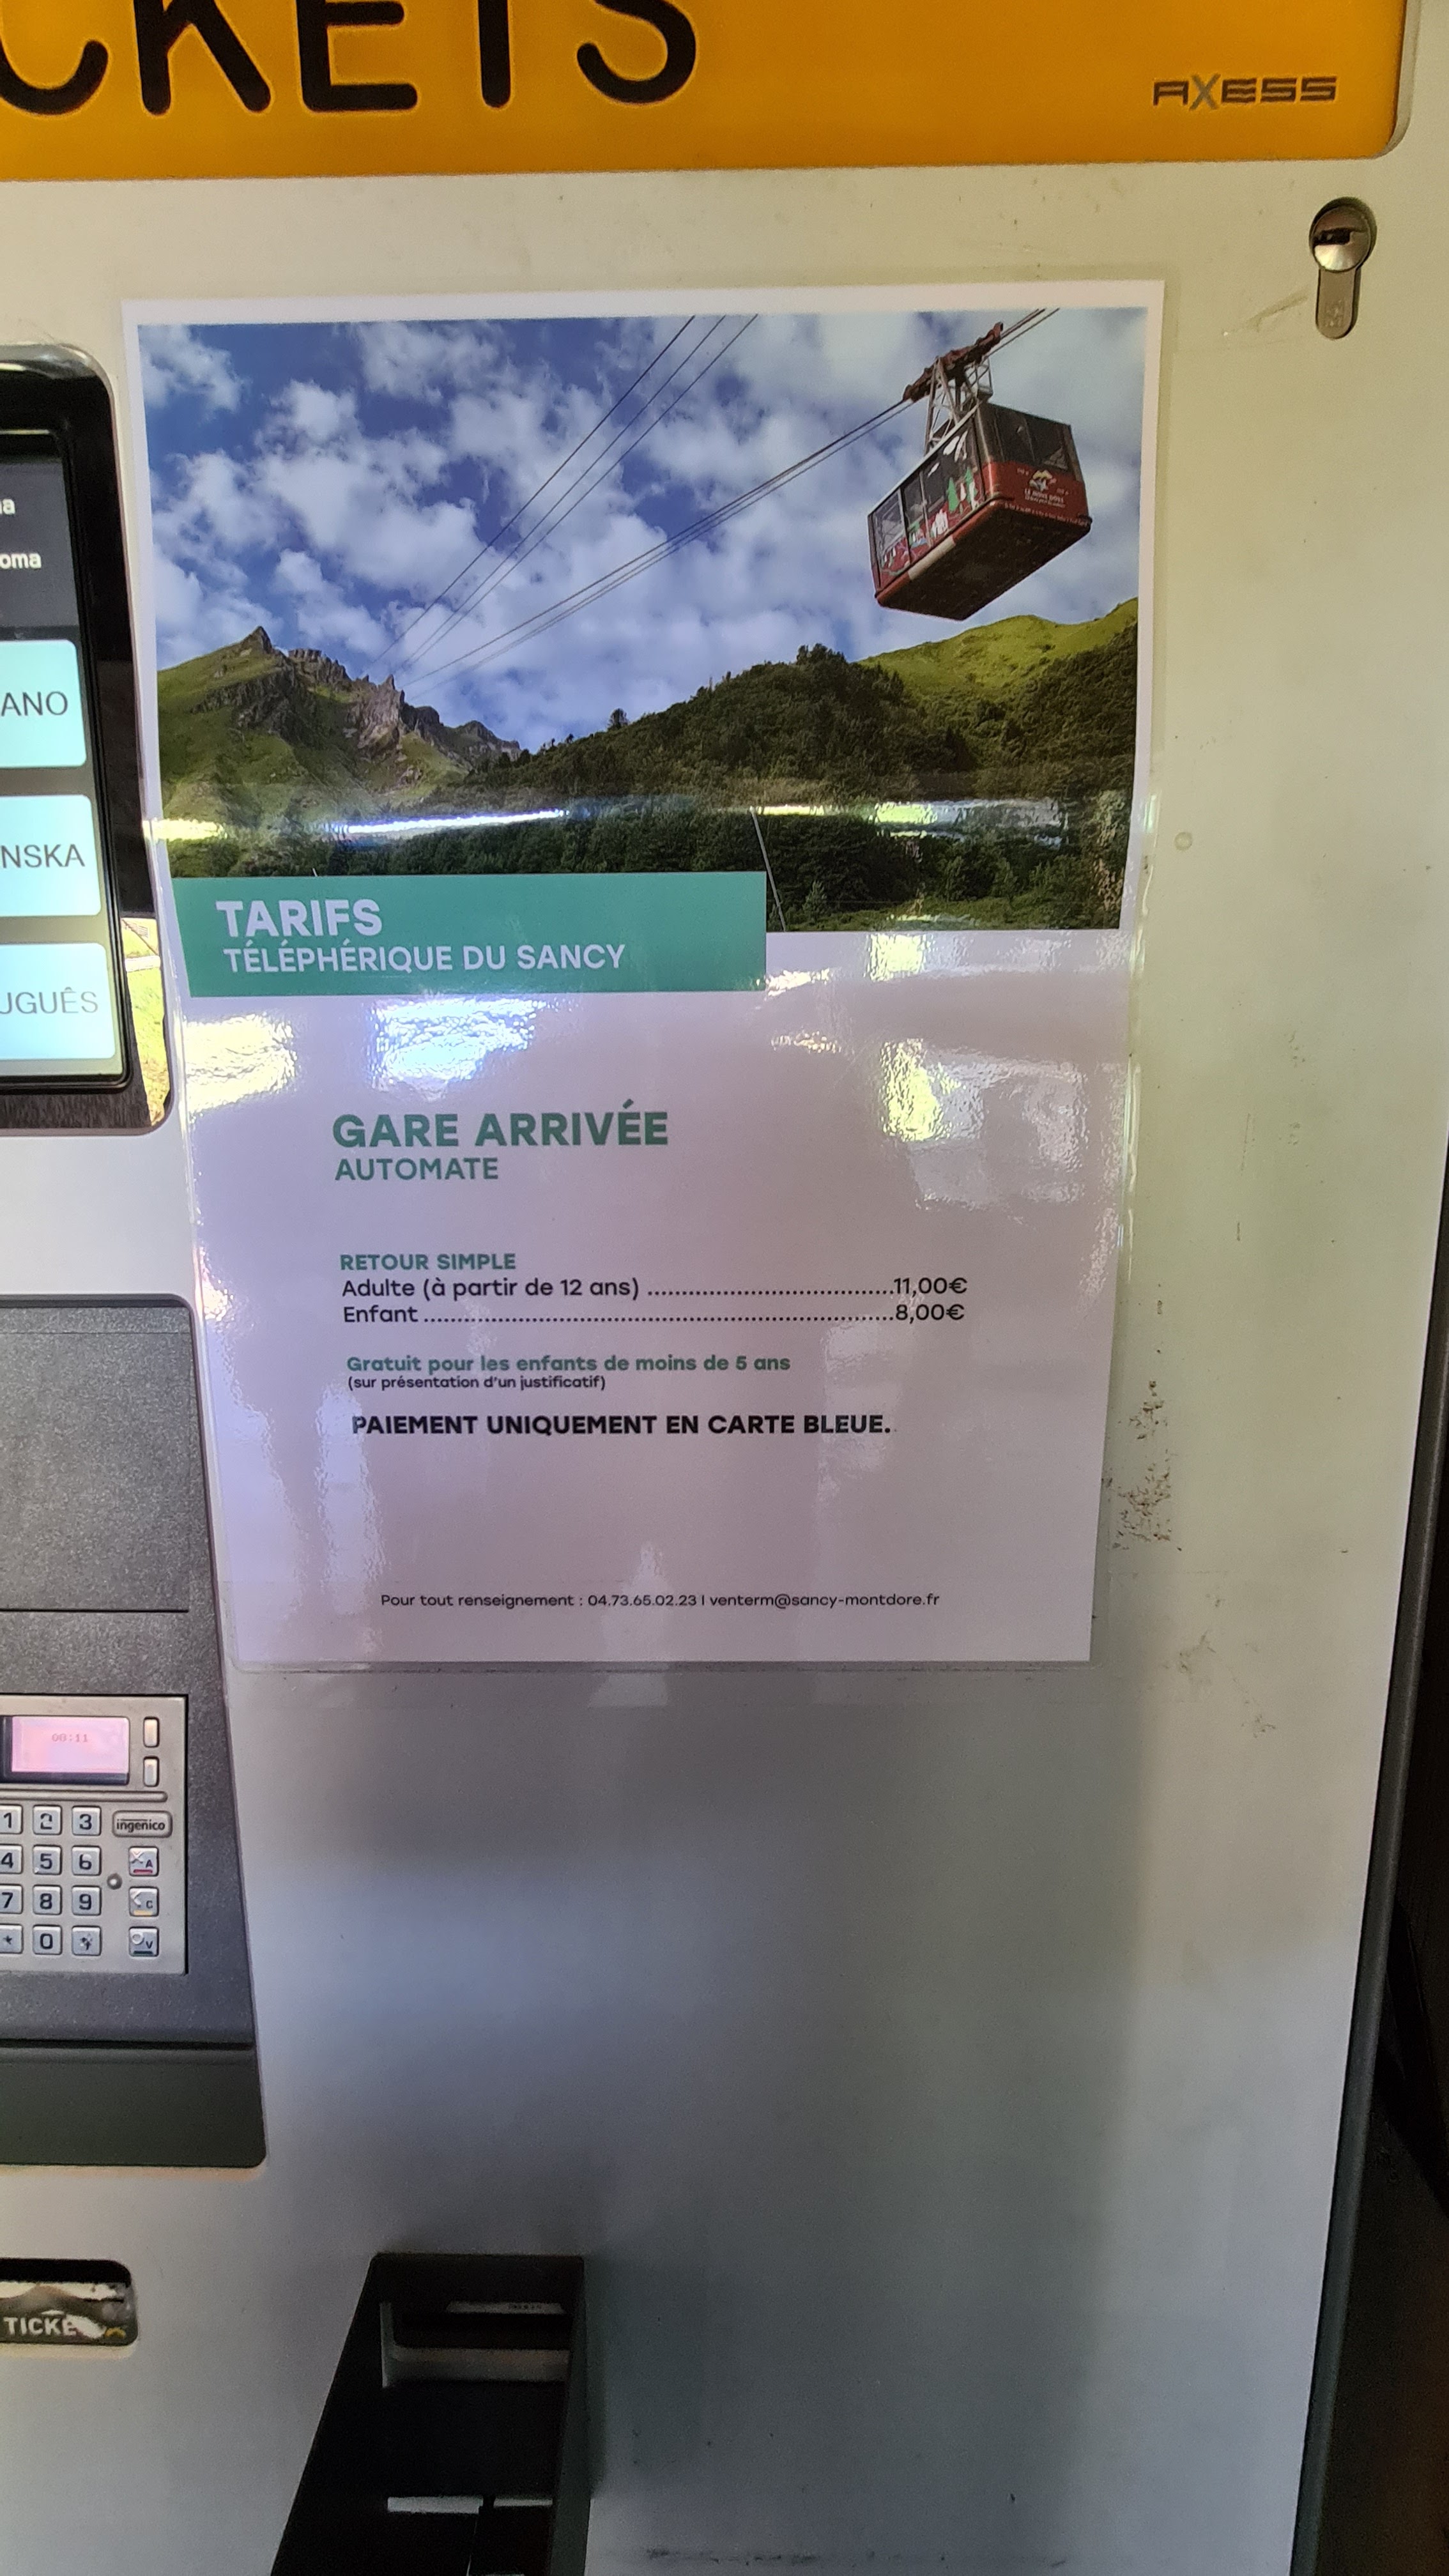 CKETS
AXESS
na
oma
ANO
NSKA
UGUÊS
TARIFS
TÉLÉPHÉRIQUE DU SANCY
GARE ARRIVÉE
AUTOMATE
RETOUR SIMPLE
Adulte (à partir de 12 ans) ........................................11,00€
Enfant ............................................................................8,00€
Gratuit pour les enfants de moins de 5 ans
(sur présentation d'un justificatif)
PAIEMENT UNIQUEMENT EN CARTE BLEUE.
Pour tout renseignement : 04.73.65.02.23 I venterm@sancy-montdore.fr
1 2 3 ingenico
4 5 6 A
7 8 9 C
* 0 V
TICKE